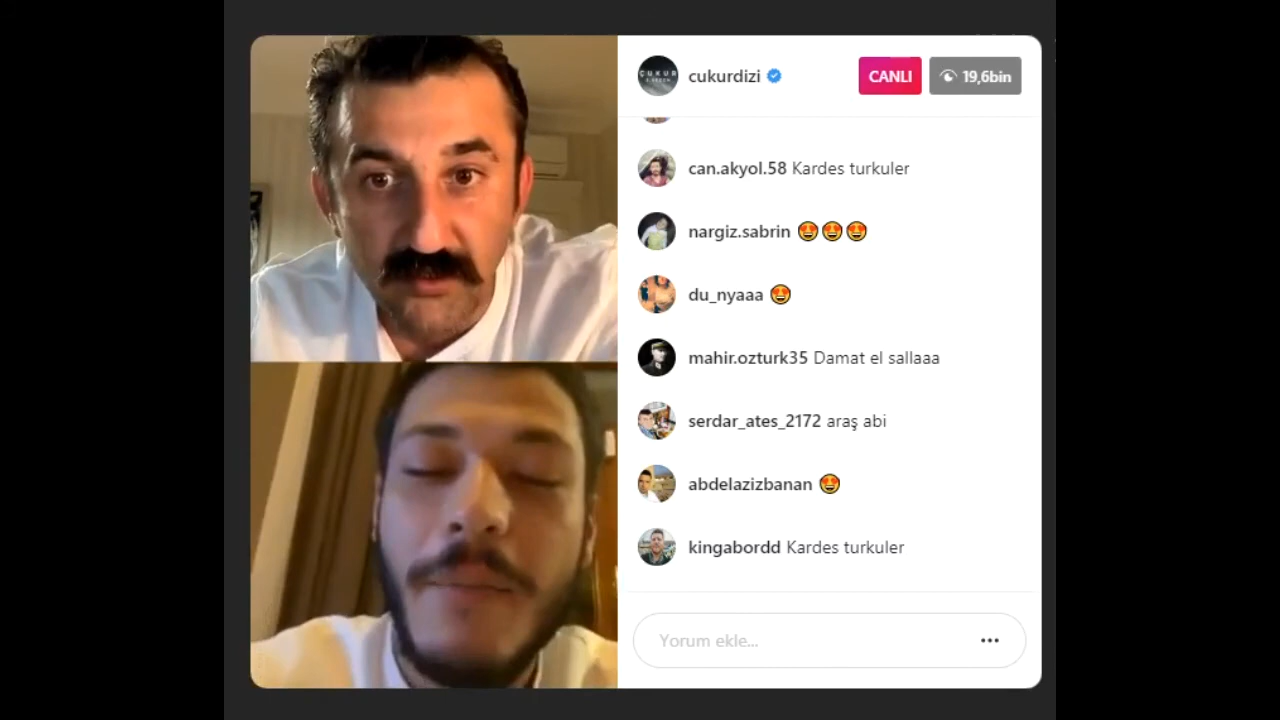 ÇUKUR
cukurdizi
CANLI
19,6bin
can.akyol.58 Kardes turkuler
nargiz.sabrin 🤩🤩🤩
du_nyaaa 🤩
mahir.ozturk35 Damat el sallaaa
serdar_ates_2172 araş abi
abdelazizbanan 🤩
kingabordd Kardes turkuler
Yorum ekle...